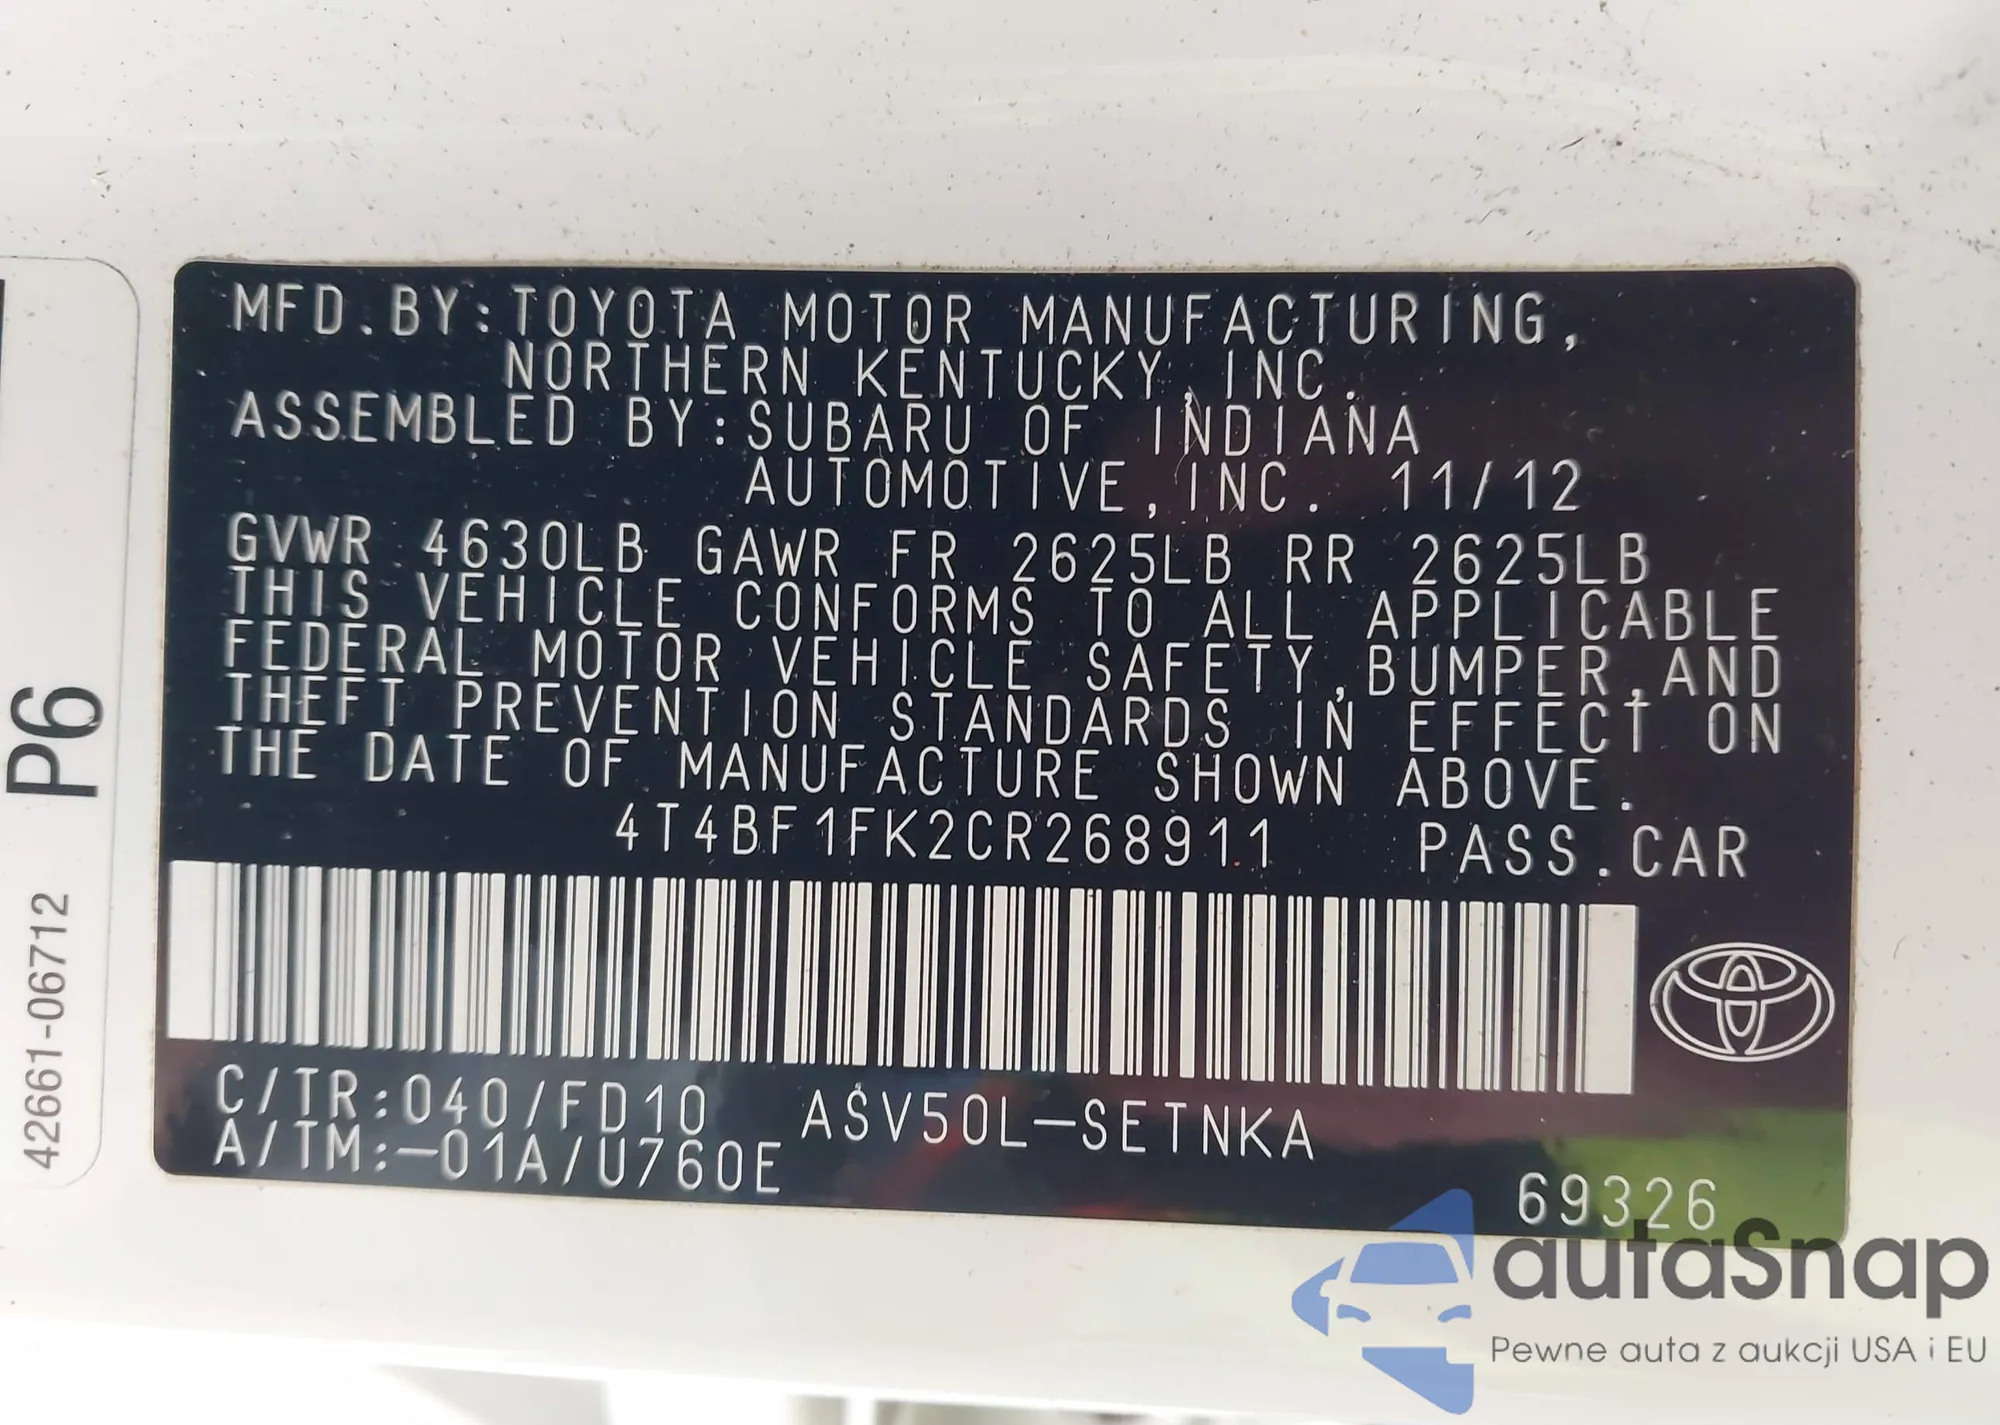 MFD.BY:TOYOTA MOTOR MANUFACTURING,
NORTHERN KENTUCKY,INC.
ASSEMBLED BY:SUBARU OF INDIANA
AUTOMOTIVE,INC. 11/12
GVWR 4630LB GAWR FR 2625LB RR 2625LB
THIS VEHICLE CONFORMS TO ALL APPLICABLE
FEDERAL MOTOR VEHICLE SAFETY,BUMPER,AND
THEFT PREVENTION STANDARDS IN EFFECT ON
THE DATE OF MANUFACTURE SHOWN ABOVE.
4T4BF1FK2CR268911 PASS.CAR
C/TR:040/FD10 ASV50L-SETNKA
A/TM:-01A/U760E
69326
P6
42661-06712
autaSnap
Pewne auta z aukcji USA i EU